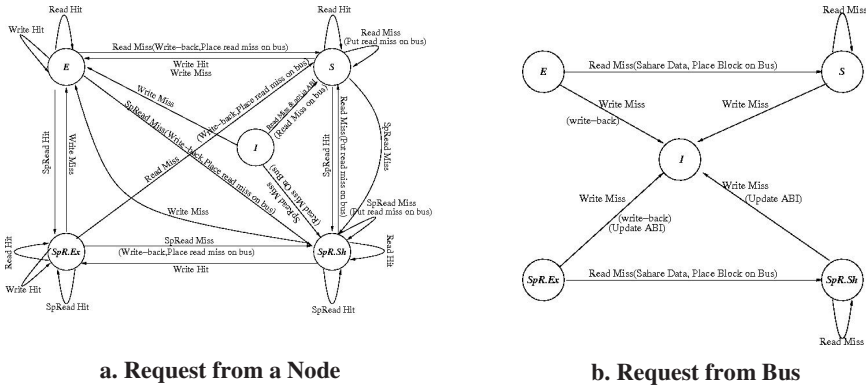 Read Hit
Read Hit
Write Hit
Read Miss(Write-back,Place read miss on bus)
Write Hit
Write Miss
Read Miss
(Put read miss on bus)
E
S
Write Miss
(Write-back,Place read miss on bus)
Read Miss
Read Miss & set in ABI
(Read Miss on bus)
SpRead Miss(Write-back,Place read miss on bus)
I
SpRead Miss
(Read Miss On Bus)
SpRead Hit
Write Miss
SpRead Hit
Read Miss(Put read miss on bus)
SpRead Miss
Write Miss
SpRead Miss
(Put read miss on bus)
SpR.Ex
SpRead Miss
(Write-back,Place read miss on bus)
Write Hit
SpR.Sh
Read Hit
Write Hit
SpRead Hit
SpRead Hit
Read Hit
a. Request from a Node
Read Miss
E
Read Miss(Sahare Data, Place Block on Bus)
S
Write Miss
(write-back)
Write Miss
I
Write Miss
(write-back)
(Update ABI)
Write Miss
(Update ABI)
SpR.Ex
Read Miss(Sahare Data, Place Block on Bus)
SpR.Sh
Read Miss
b. Request from Bus